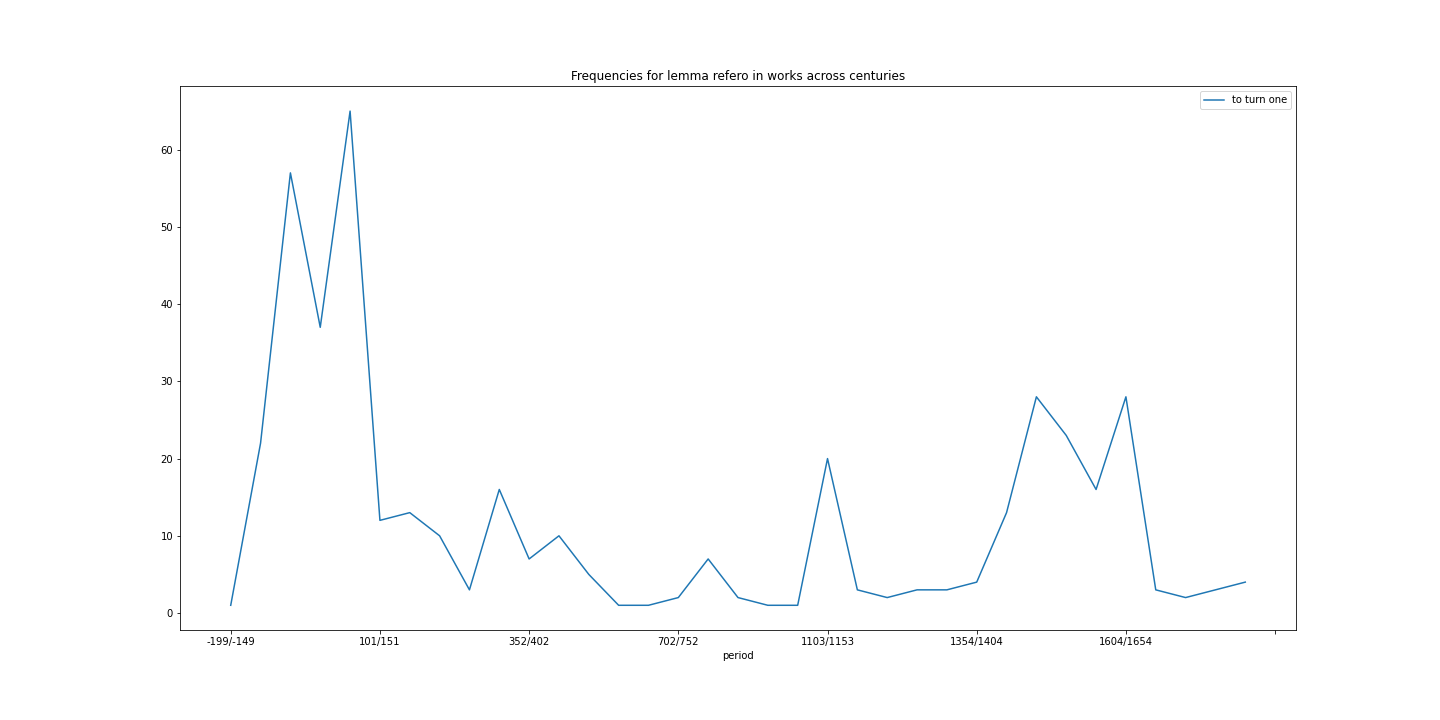 Frequencies for lemma refero in works across centuries
to turn one
60
50
40
30
20
10
0
-199/-149 101/151 352/402 702/752 1103/1153 1354/1404 1604/1654
period